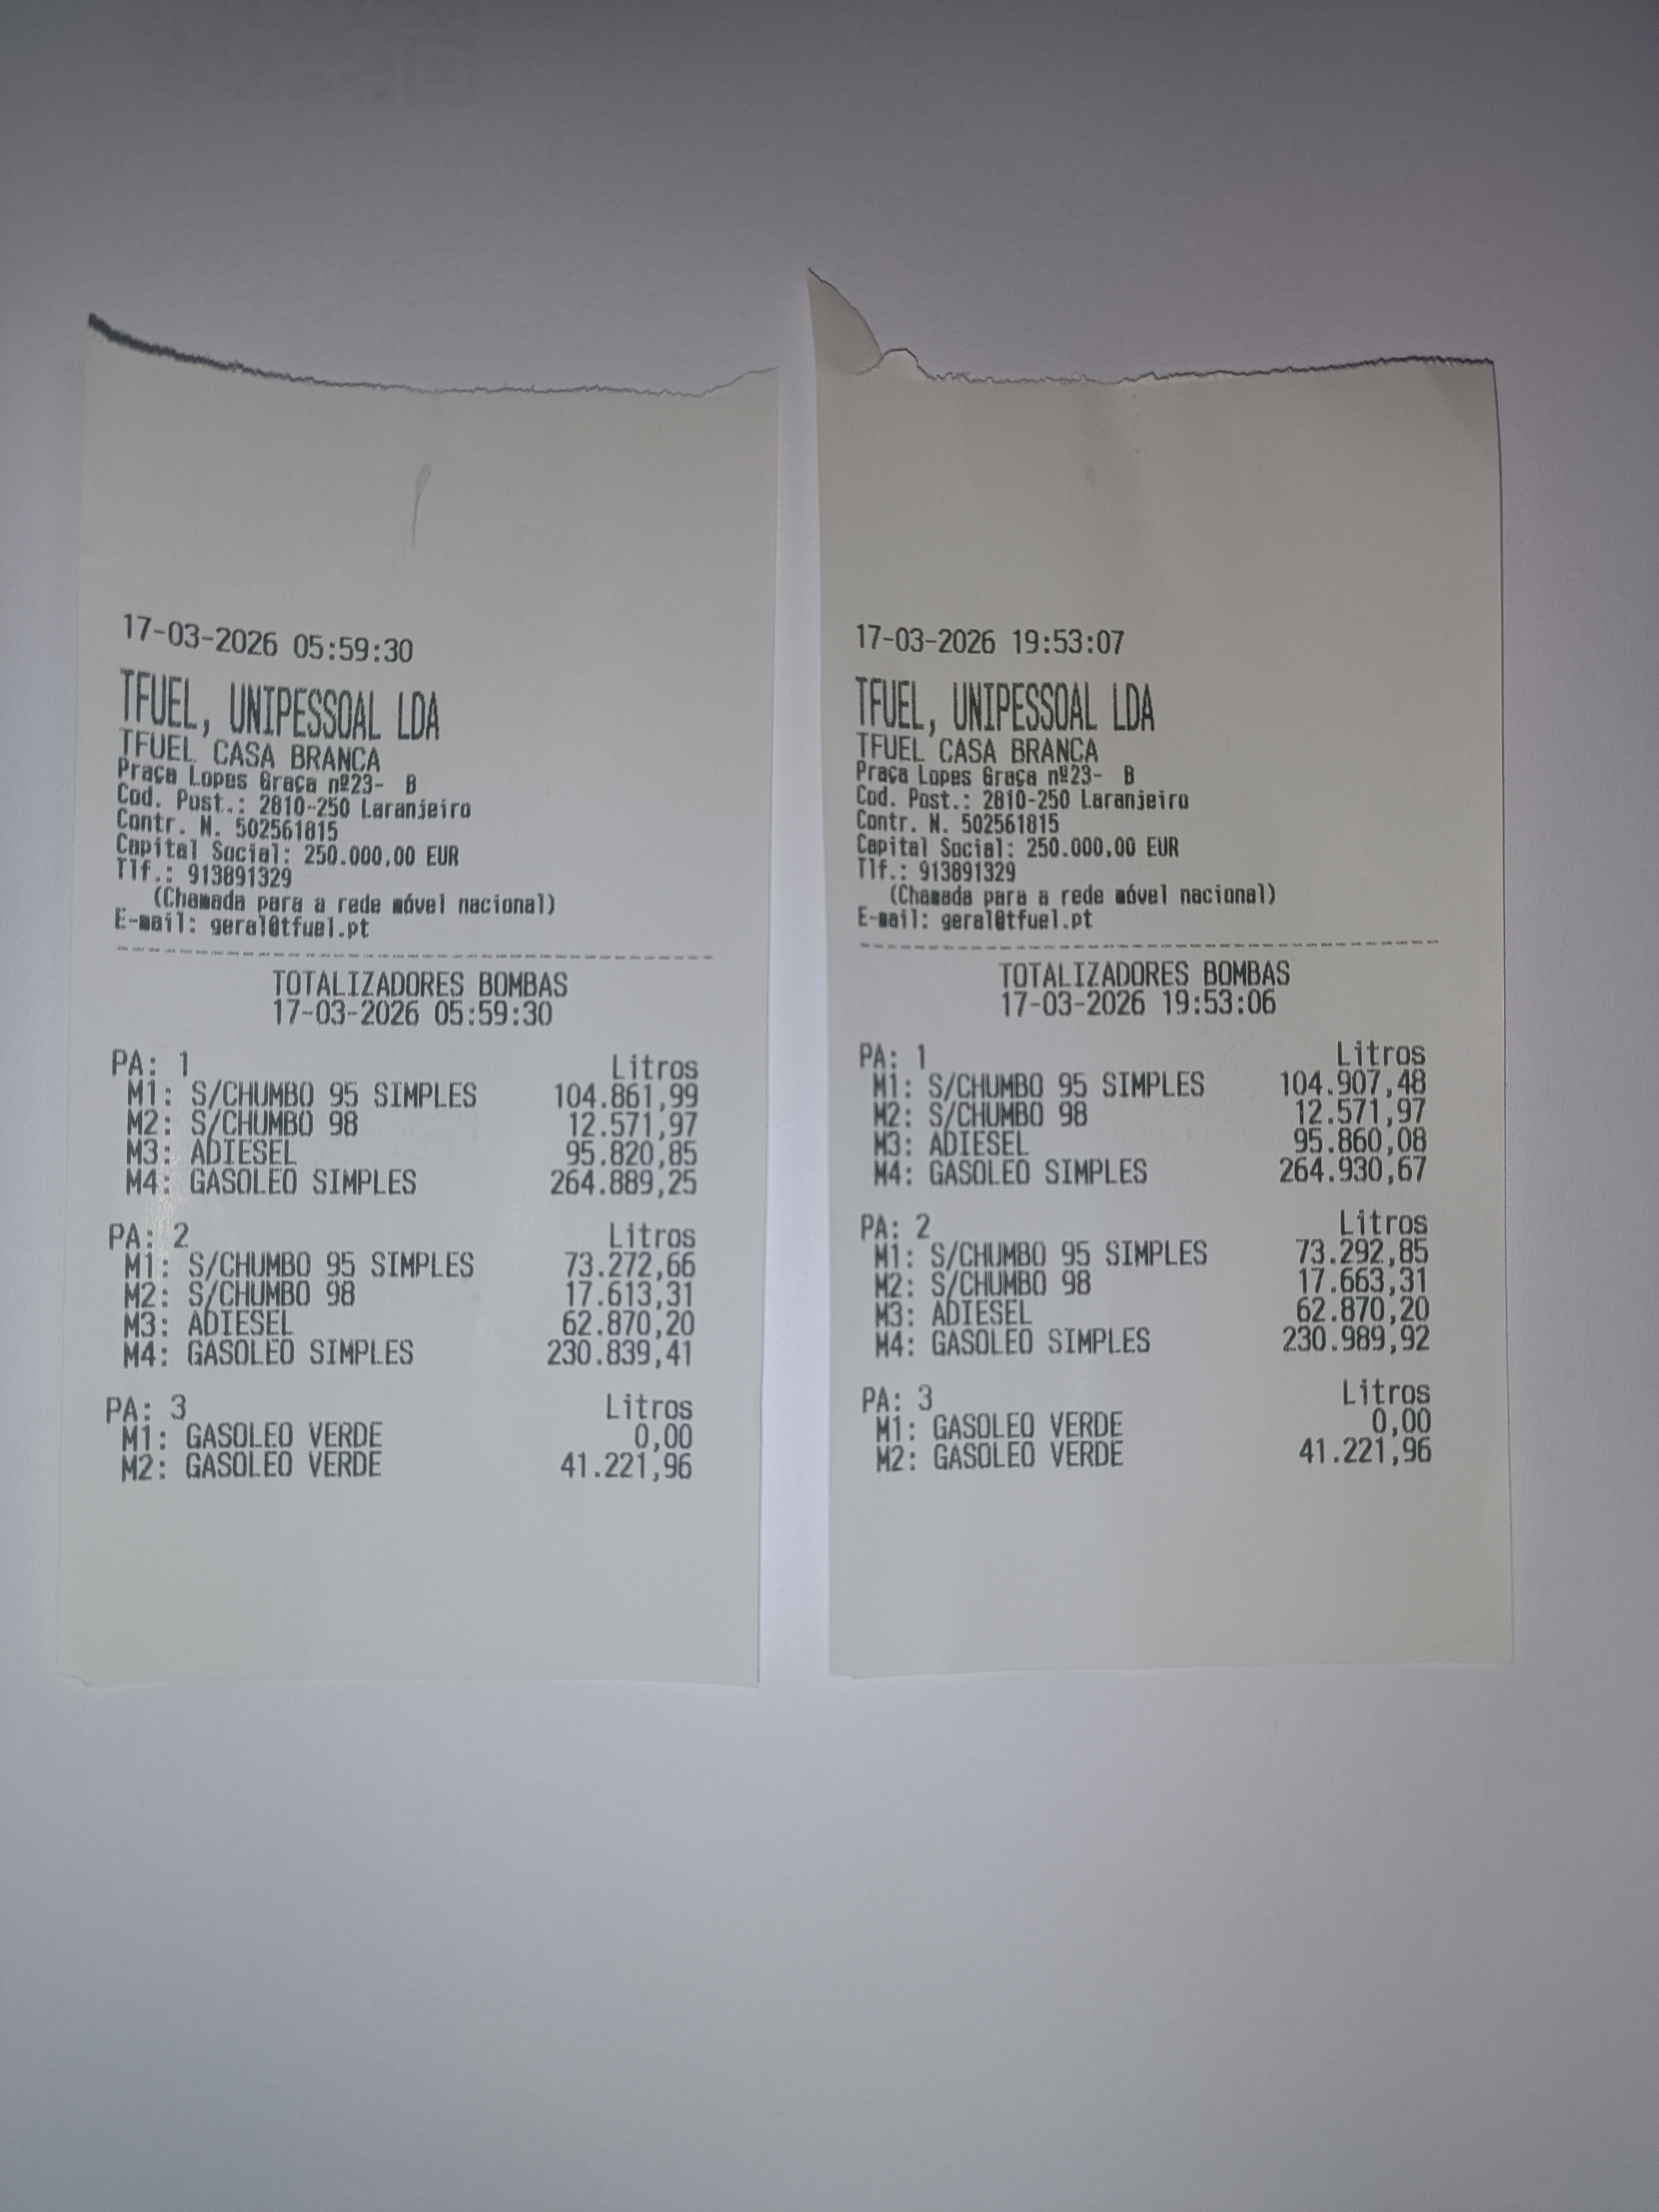 17-03-2026 05:59:30
TFUEL, UNIPESSOAL LDA
TFUEL CASA BRANCA
Praça Lopes Graça nº23-  B
Cod. Post.: 2810-250 Laranjeiro
Contr. N. 502561815
Capital Social: 250.000,00 EUR
Tlf.: 913891329
(Chamada para a rede móvel nacional)
E-mail: geral@tfuel.pt
TOTALIZADORES BOMBAS
17-03-2026 05:59:30
PA: 1 Litros
M1: S/CHUMBO 95 SIMPLES 104.861,99
M2: S/CHUMBO 98 12.571,97
M3: ADIESEL 95.820,85
M4: GASOLEO SIMPLES 264.889,25
PA: 2 Litros
M1: S/CHUMBO 95 SIMPLES 73.272,66
M2: S/CHUMBO 98 17.613,31
M3: ADIESEL 62.870,20
M4: GASOLEO SIMPLES 230.839,41
PA: 3 Litros
M1: GASOLEO VERDE 0,00
M2: GASOLEO VERDE 41.221,96
17-03-2026 19:53:07
TFUEL, UNIPESSOAL LDA
TFUEL CASA BRANCA
Praça Lopes Graça nº23-  B
Cod. Post.: 2810-250 Laranjeiro
Contr. N. 502561815
Capital Social: 250.000,00 EUR
Tlf.: 913891329
(Chamada para a rede móvel nacional)
E-mail: geral@tfuel.pt
TOTALIZADORES BOMBAS
17-03-2026 19:53:06
PA: 1 Litros
M1: S/CHUMBO 95 SIMPLES 104.907,48
M2: S/CHUMBO 98 12.571,97
M3: ADIESEL 95.860,08
M4: GASOLEO SIMPLES 264.930,67
PA: 2 Litros
M1: S/CHUMBO 95 SIMPLES 73.292,85
M2: S/CHUMBO 98 17.663,31
M3: ADIESEL 62.870,20
M4: GASOLEO SIMPLES 230.989,92
PA: 3 Litros
M1: GASOLEO VERDE 0,00
M2: GASOLEO VERDE 41.221,96